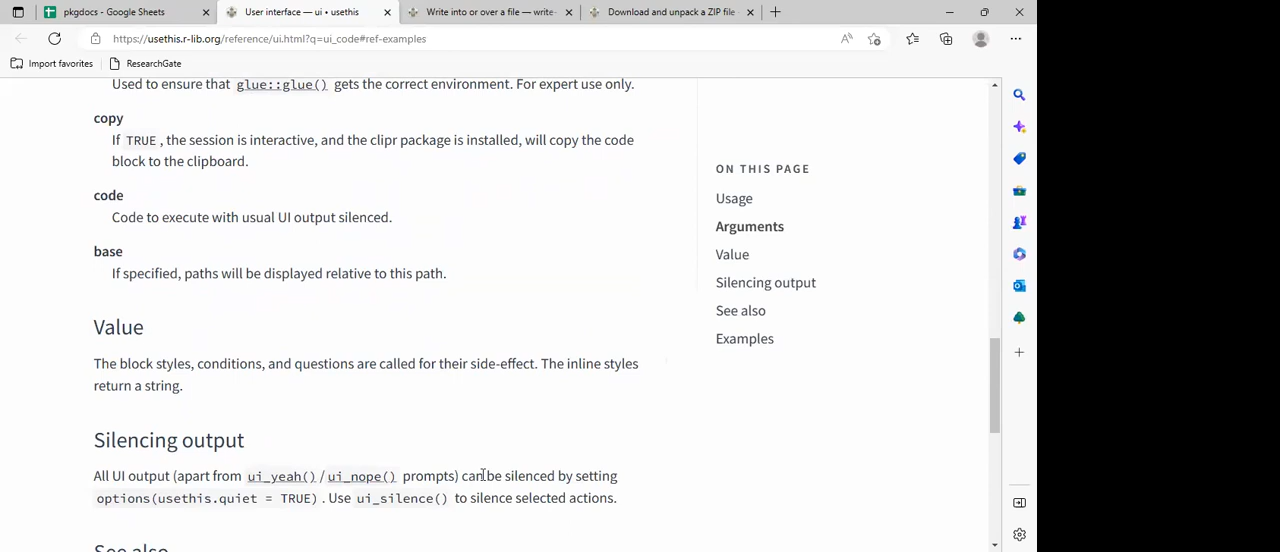 pkgdocs - Google Sheets
User interface — ui • usethis
Write into or over a file — write-
Download and unpack a ZIP file -
https://usethis.r-lib.org/reference/ui.html?q=ui_code#ref-examples
Import favorites
ResearchGate
Used to ensure that glue::glue() gets the correct environment. For expert use only.
copy
If TRUE, the session is interactive, and the clipr package is installed, will copy the code
block to the clipboard.
code
Code to execute with usual UI output silenced.
base
If specified, paths will be displayed relative to this path.
Value
The block styles, conditions, and questions are called for their side-effect. The inline styles
return a string.
Silencing output
All UI output (apart from ui_yeah()/ui_nope() prompts) can be silenced by setting
options(usethis.quiet = TRUE). Use ui_silence() to silence selected actions.
See also
ON THIS PAGE
Usage
Arguments
Value
Silencing output
See also
Examples